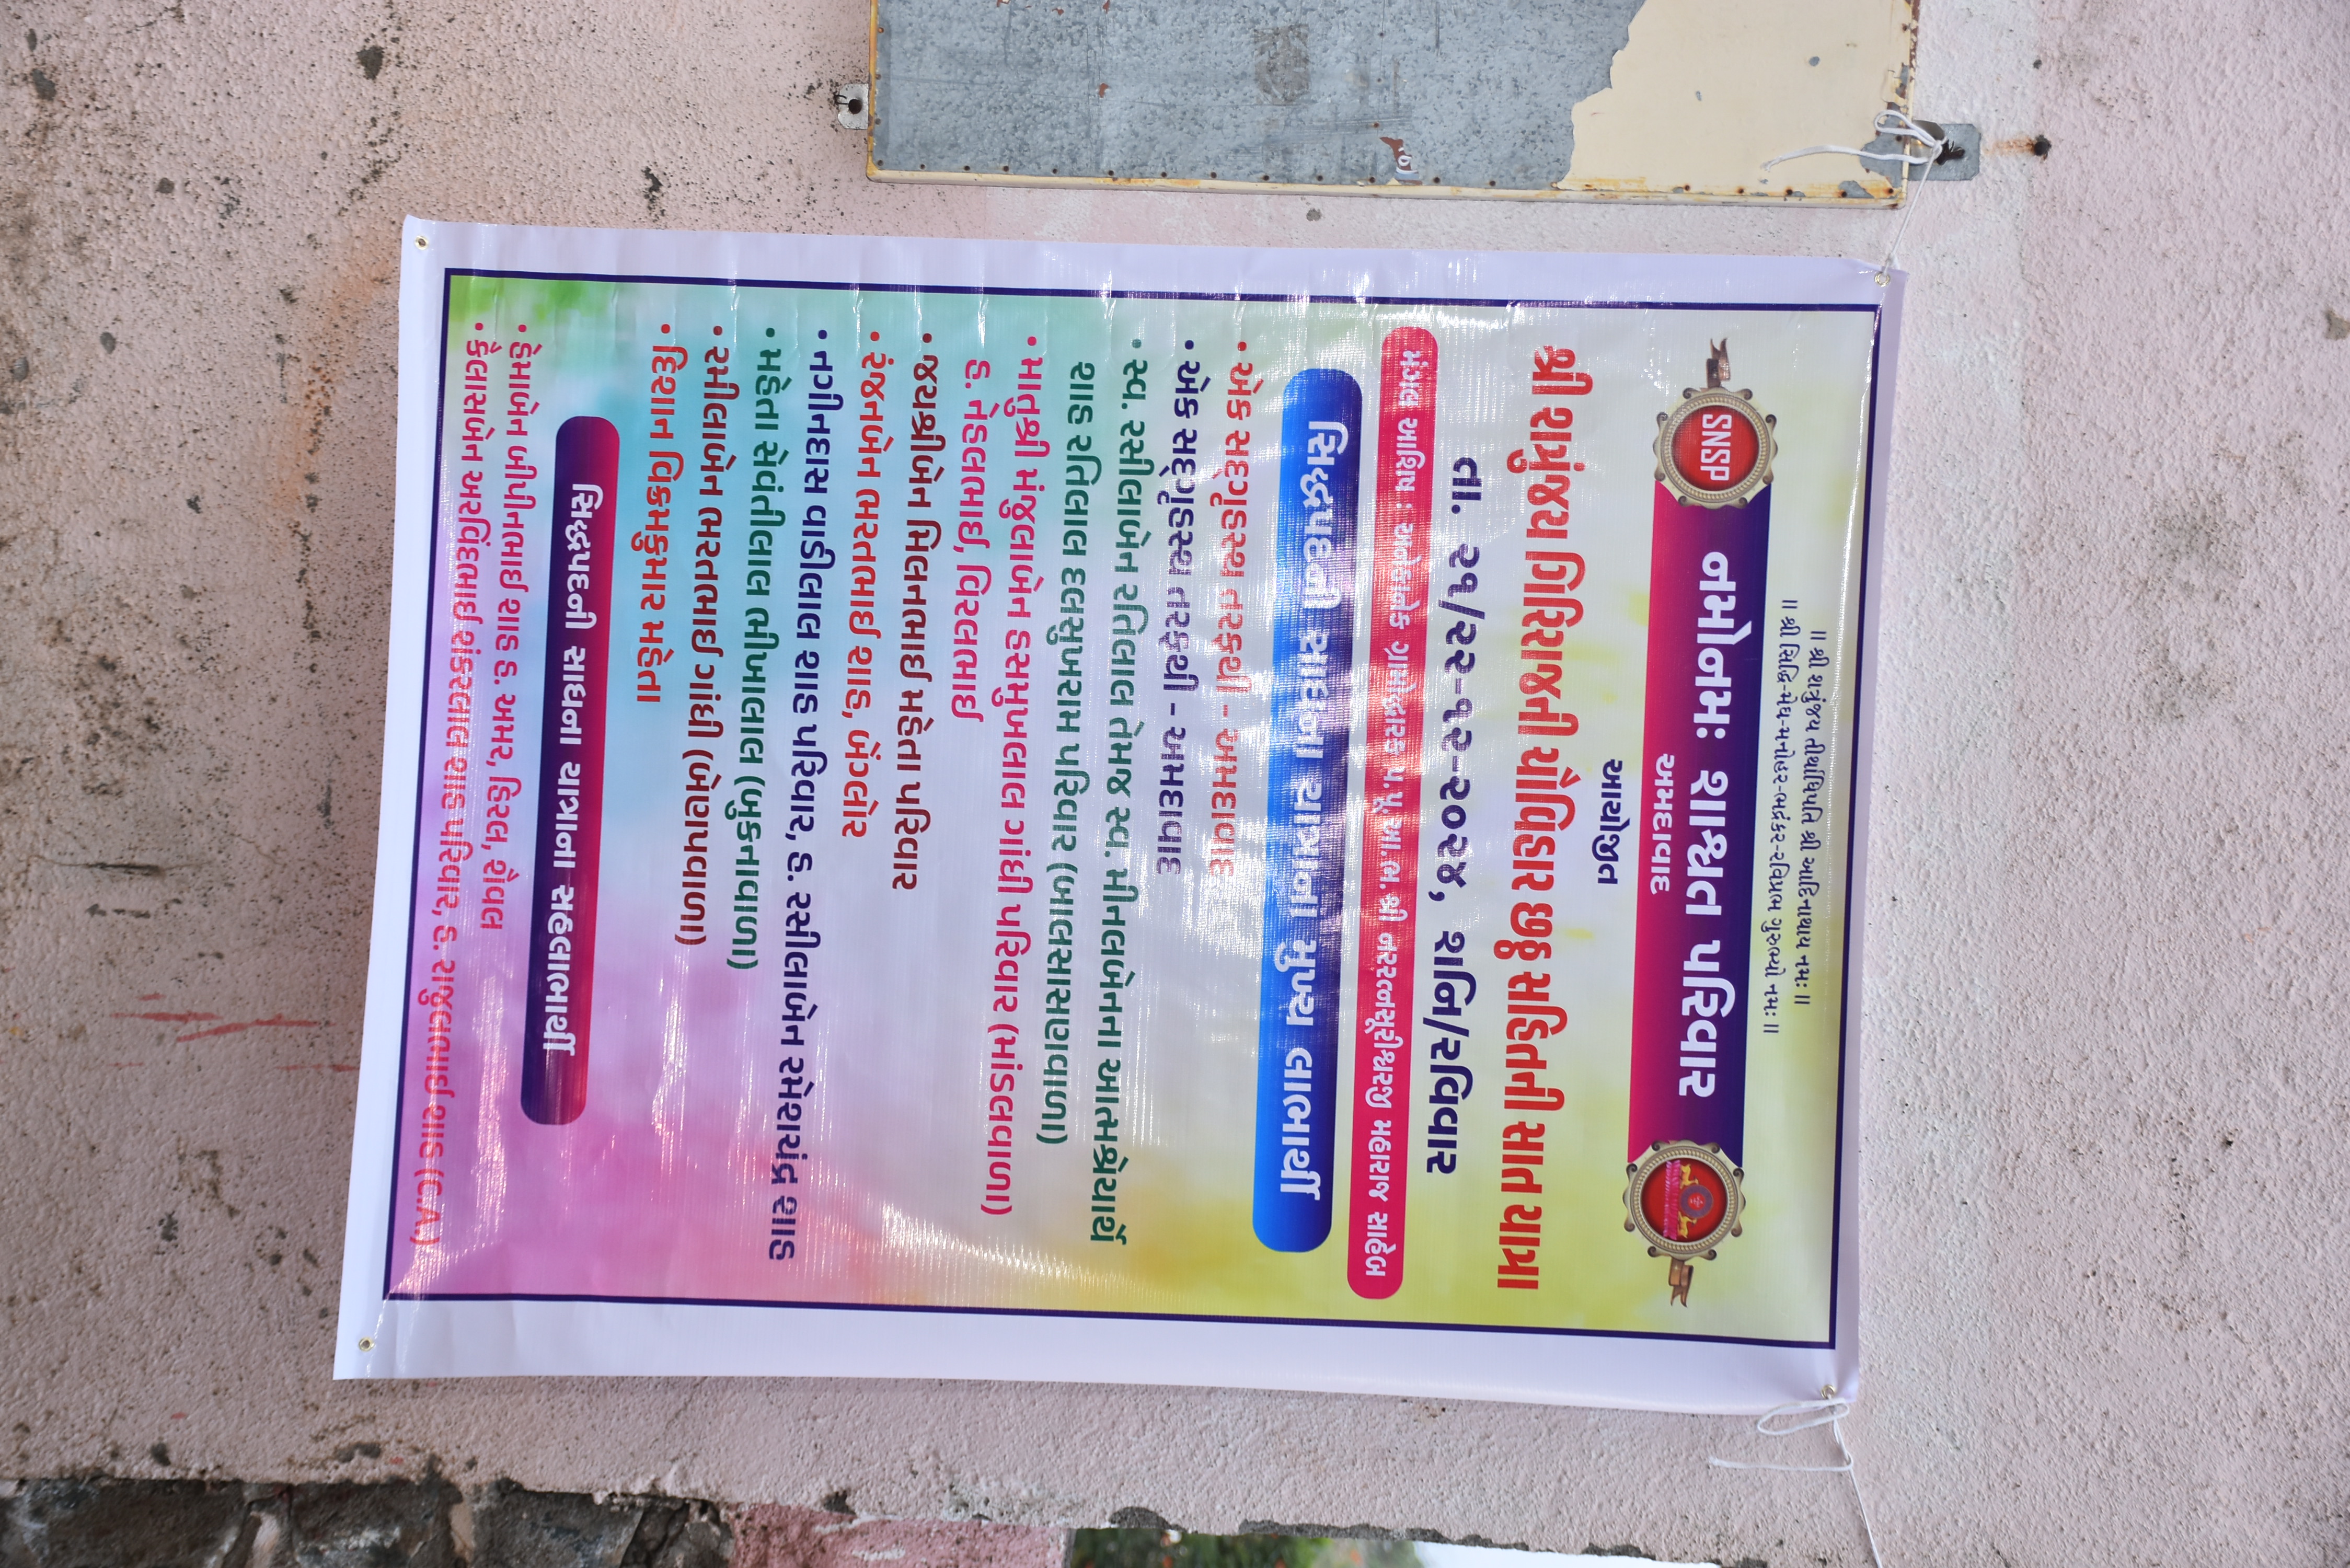 ॥ શ્રી શત્રુંજય તીર્થાધિપતિ શ્રી આદિનાથાય નમઃ ॥
॥ શ્રી સિદ્ધિ-મેઘ-મનોહર-ભદ્રંકર-રવિપ્રભ ગુરુભ્યો નમઃ ॥
SNSP
નમોનમઃ શાશ્વત પરિવાર
અમદાવાદ
આયોજીત
શ્રી શત્રુંજય ગિરિરાજની ચૌવિહાર છઠ્ઠ સહિતની સાત યાત્રા
તા. ૨૧/૨૨-૧૨-૨૦૨૪, શનિ/રવિવાર
મંગલ આશિષ : અનેકાનેક ગ્રામોદ્ધારક પ.પૂ.આ.ભ.શ્રી નરરત્નસૂરીશ્વરજી મહારાજ સાહેબ
સિદ્ધપદની સાધના યાત્રાના મુખ્ય લાભાર્થી
• એક સદ્ગૃહસ્થ તરફથી - અમદાવાદ
• એક સદ્ગૃહસ્થ તરફથી - અમદાવાદ
• સ્વ. રસીલાબેન રતિલાલ તેમજ સ્વ. મીનલબેનના આત્મશ્રેયાર્થે
શાહ રતિલાલ દલસુખરામ પરિવાર (બાલસાસણવાળા)
• માતુશ્રી મંજુલાબેન હસમુખલાલ ગાંધી પરિવાર (માંડલવાળા)
હ. નેહલભાઈ, વિરલભાઈ
• જયશ્રીબેન મિલનભાઈ મહેતા પરિવાર
• રંજનબેન ભરતભાઈ શાહ, બેંગ્લોર
• નગીનદાસ વાડીલાલ શાહ પરિવાર, હ. રસીલાબેન રમેશચંદ્ર શાહ
• મહેતા સેવંતીલાલ ભીખાલાલ (બુકનાવાળા)
• રમીલાબેન ભરતભાઈ ગાંધી (બેણપવાળા)
• દિશાન વિક્રમકુમાર મહેતા
સિદ્ધપદની સાધના યાત્રાના સહલાભાર્થી
• હેમાબેન બીપીનભાઈ શાહ હ. અમર, હિરલ, શૈવલ
• કૈલાસબેન અરવિંદભાઈ શંકરલાલ શાહ પરિવાર, હ. રાજુલભાઈ શાહ (C.A.)